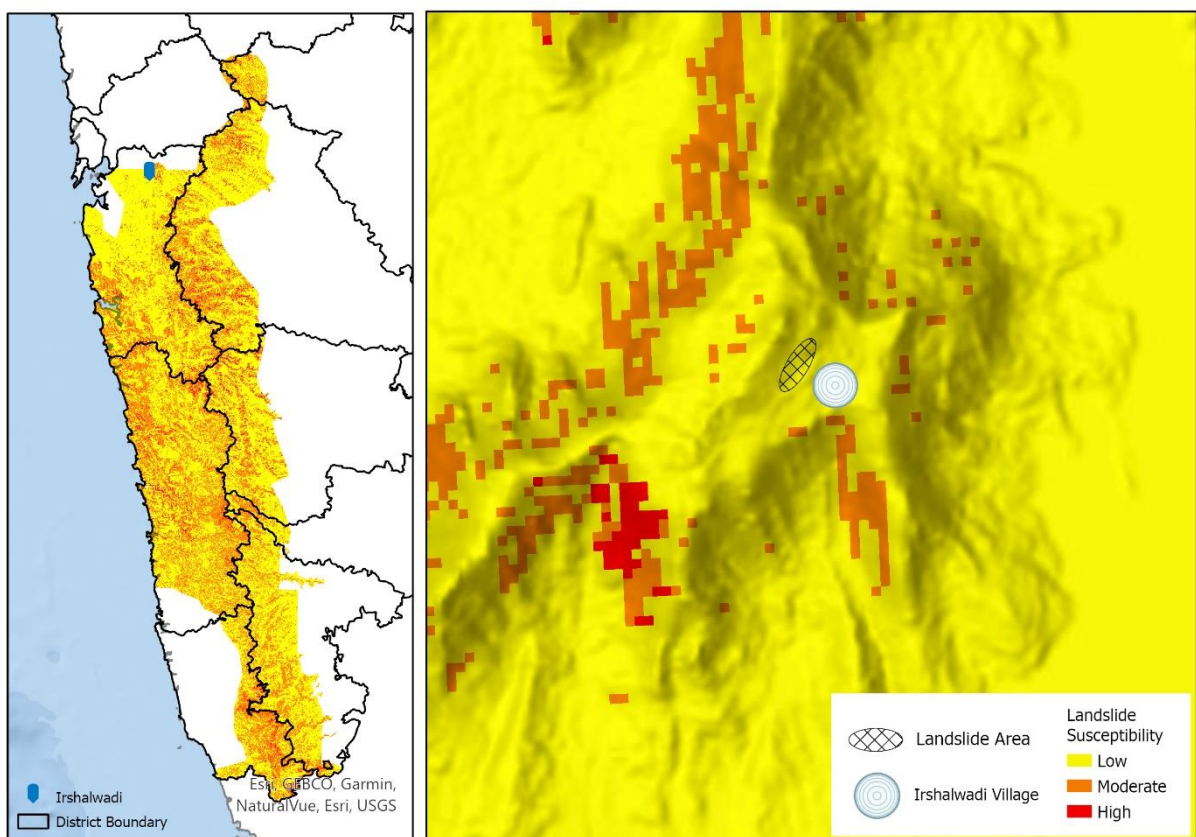 Esri, GEBCO, Garmin,
NaturalVue, Esri, USGS
Irshalwadi
District Boundary
Landslide Area
Irshalwadi Village
Landslide
Susceptibility
Low
Moderate
High